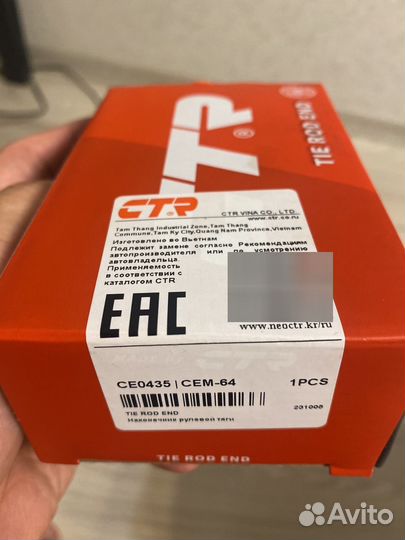 CTR
®
TIE ROD END
CTR
CTR VINA CO., LTD.
www.ctr.co.kr
Tam Thang Industrial Zone,Tam Thang
Commune,Tam Ky City,Quang Nam Province,Vietnam
Изготовлено во Вьетнам
Подлежит замене согласно Рекомендациям
автопроизводителя или по усмотрению
автовладельца.
Применяемость
в соответствии с
каталогом CTR
EAC
www.neoctr.kr/ru
CE0435 | CEM-64
1PCS
TIE ROD END
231008
Наконечник рулевой тяги
TIE ROD END
Avito